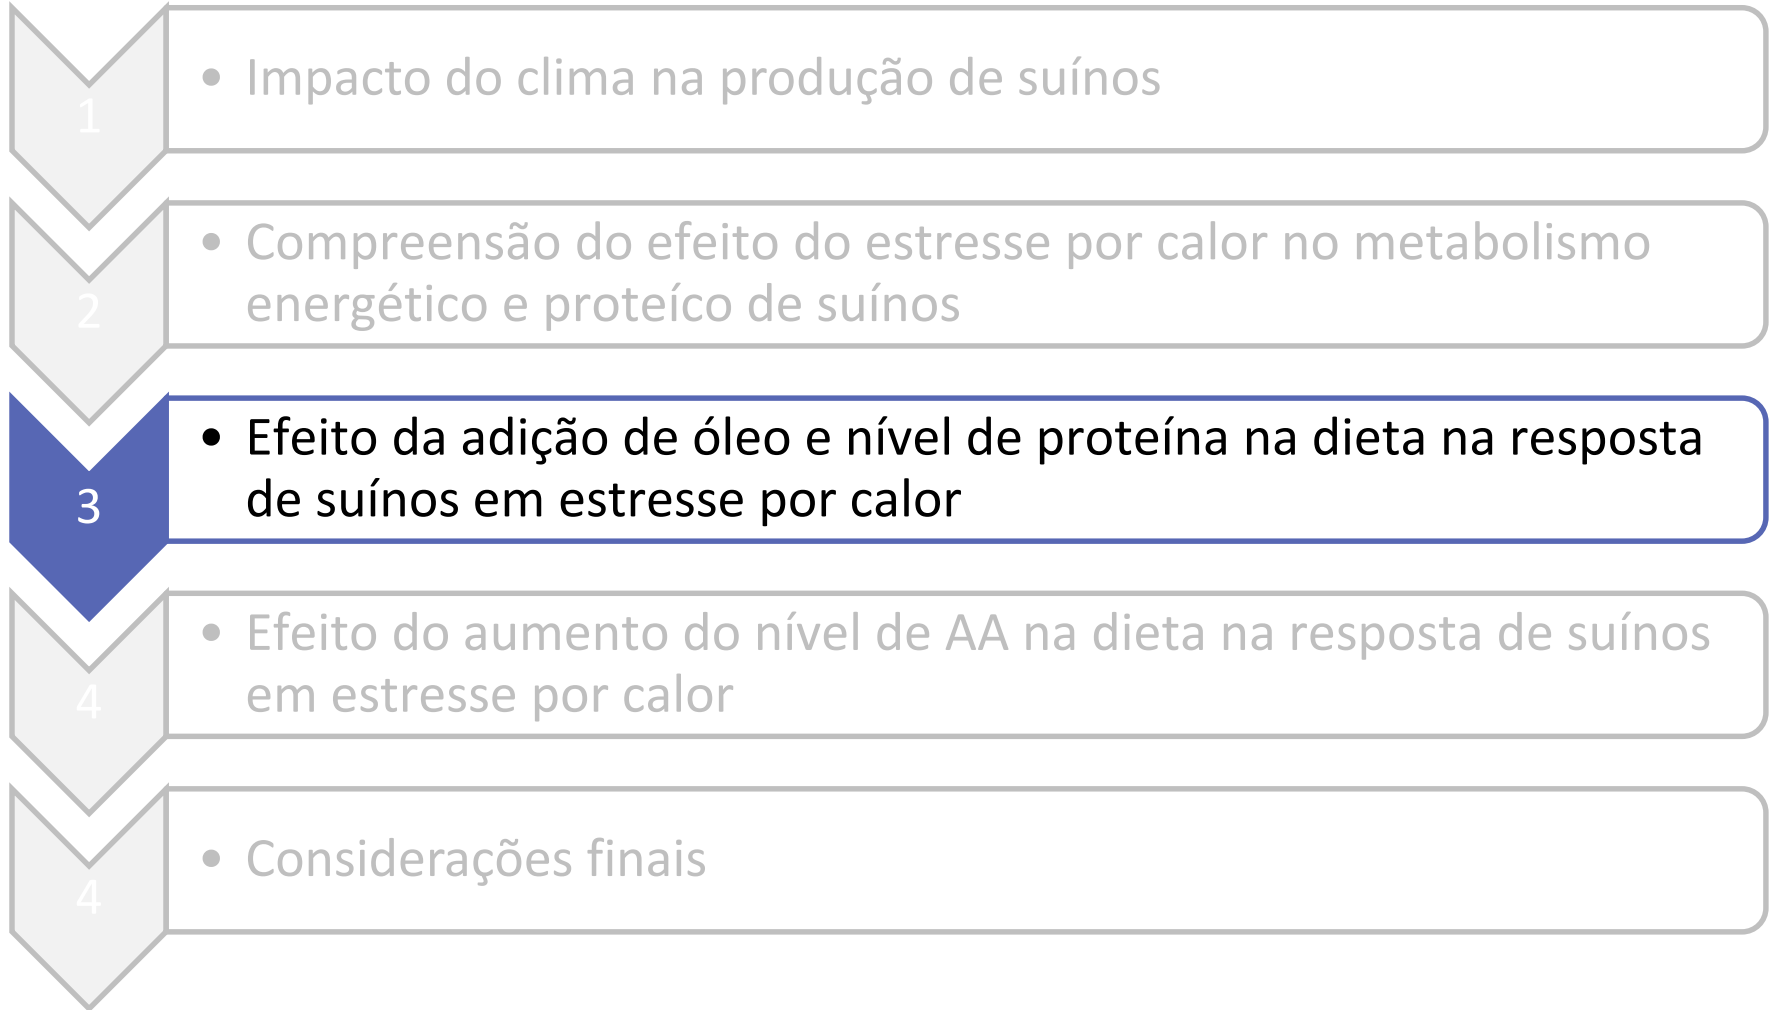 1
• Impacto do clima na produção de suínos
2
• Compreensão do efeito do estresse por calor no metabolismo
energético e proteíco de suínos
3
• Efeito da adição de óleo e nível de proteína na dieta na resposta
de suínos em estresse por calor
4
• Efeito do aumento do nível de AA na dieta na resposta de suínos
em estresse por calor
4
• Considerações finais